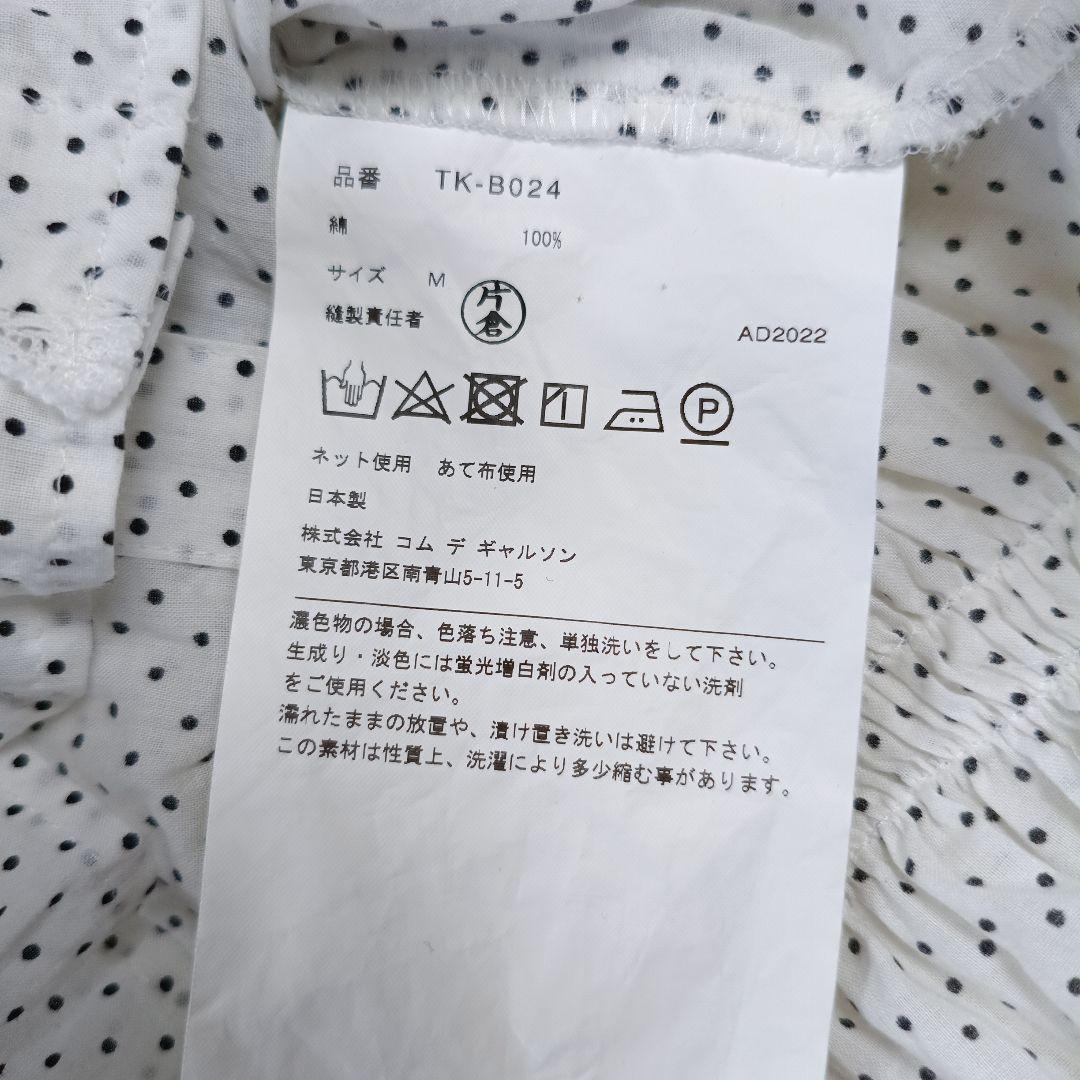 品番 TK-B024
綿 100%
サイズ M
縫製責任者 片倉 AD2022
P
ネット使用 あて布使用
日本製
株式会社 コム デ ギャルソン
東京都港区南青山5-11-5
濃色物の場合、色落ち注意、単独洗いをして下さい。
生成り・淡色には蛍光増白剤の入っていない洗剤
をご使用ください。
濡れたままの放置や、漬け置き洗いは避けて下さい。
この素材は性質上、洗濯により多少縮む事があります。